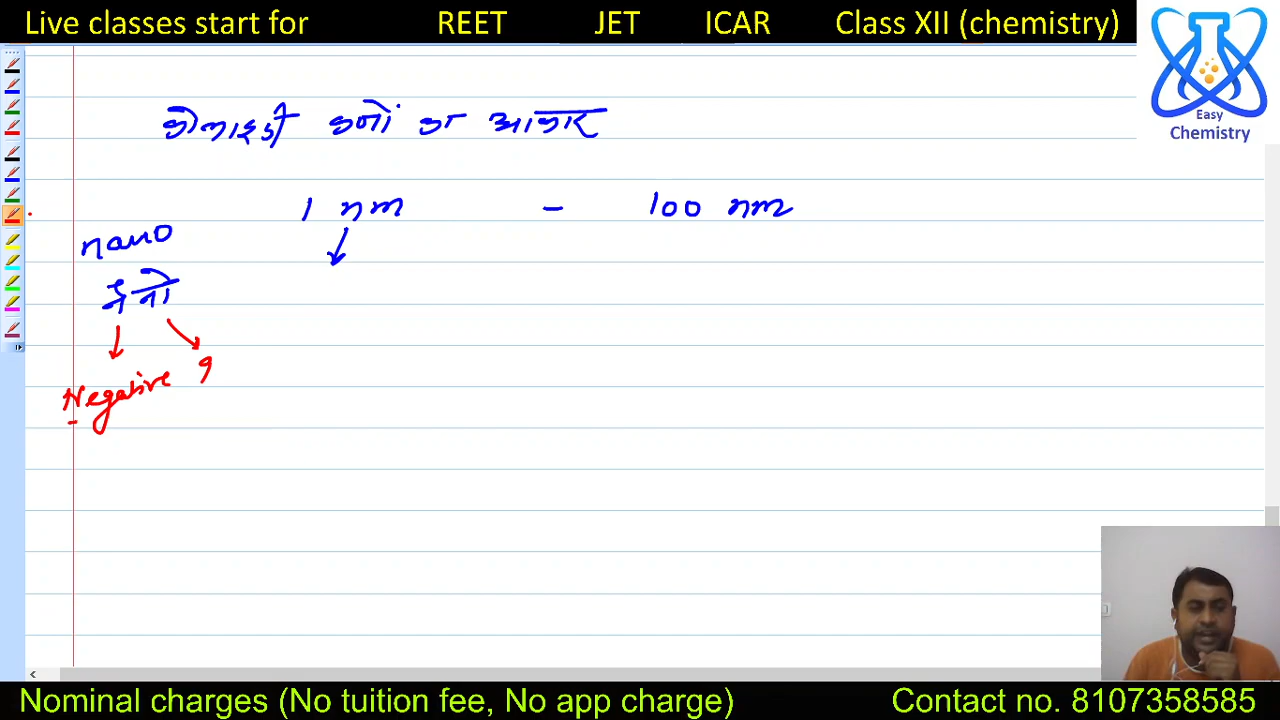 Live classes start for REET JET ICAR Class XII (chemistry)
Easy
Chemistry
कोलाइडी कणों का आकार
1 nm - 100 nm
nano
नैनो
Negative 9
Nominal charges (No tuition fee, No app charge) Contact no. 8107358585